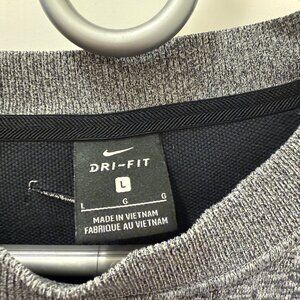 DRI-FIT
L
L G G
MADE IN VIETNAM
FABRIQUÉ AU VIETNAM